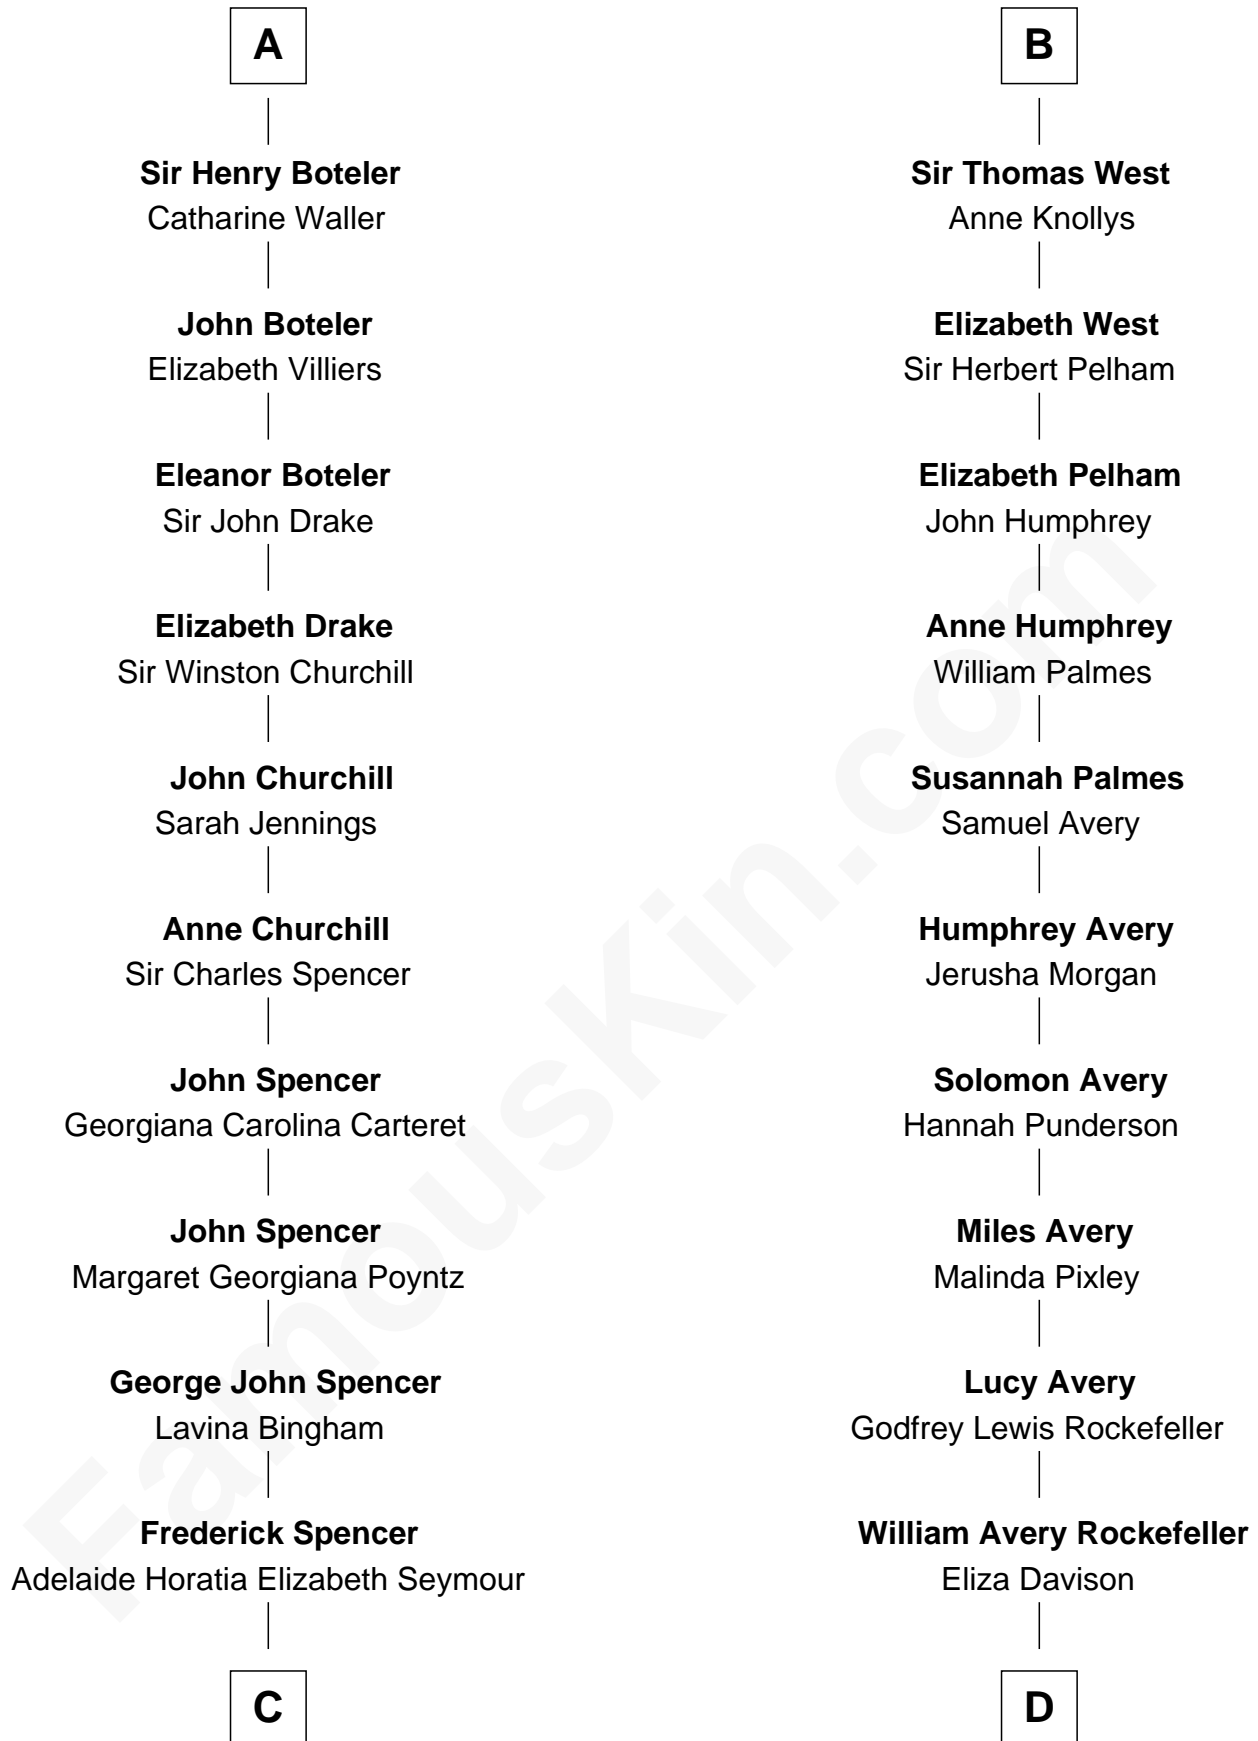 A
Sir Henry Boteler
Catharine Waller
John Boteler
Elizabeth Villiers
Eleanor Boteler
Sir John Drake
Elizabeth Drake
Sir Winston Churchill
John Churchill
Sarah Jennings
Anne Churchill
Sir Charles Spencer
John Spencer
Georgiana Carolina Carteret
John Spencer
Margaret Georgiana Poyntz
George John Spencer
Lavina Bingham
Frederick Spencer
Adelaide Horatia Elizabeth Seymour
C
B
Sir Thomas West
Anne Knollys
Elizabeth West
Sir Herbert Pelham
Elizabeth Pelham
John Humphrey
Anne Humphrey
William Palmes
Susannah Palmes
Samuel Avery
Humphrey Avery
Jerusha Morgan
Solomon Avery
Hannah Punderson
Miles Avery
Malinda Pixley
Lucy Avery
Godfrey Lewis Rockefeller
William Avery Rockefeller
Eliza Davison
D
FamousKin.com